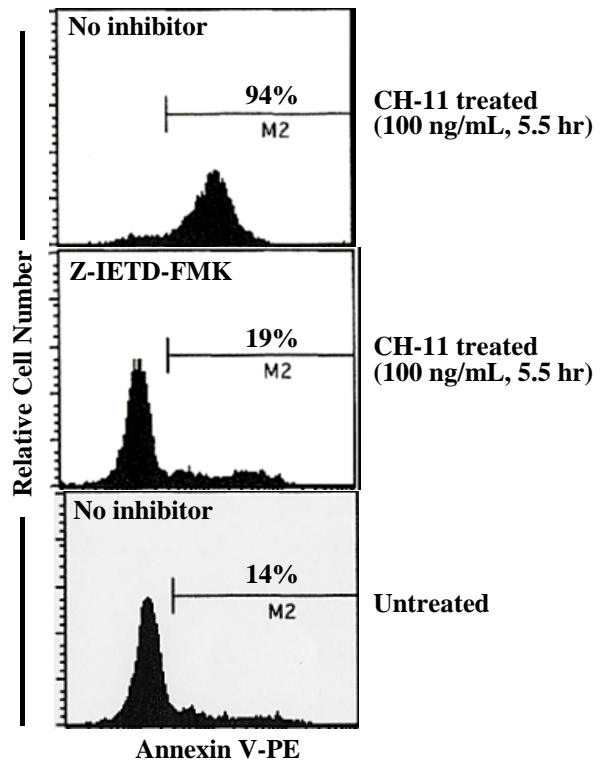 No inhibitor
94%
M2
CH-11 treated
(100 ng/mL, 5.5 hr)
Z-IETD-FMK
19%
M2
CH-11 treated
(100 ng/mL, 5.5 hr)
No inhibitor
14%
M2
Untreated
Relative Cell Number
Annexin V-PE